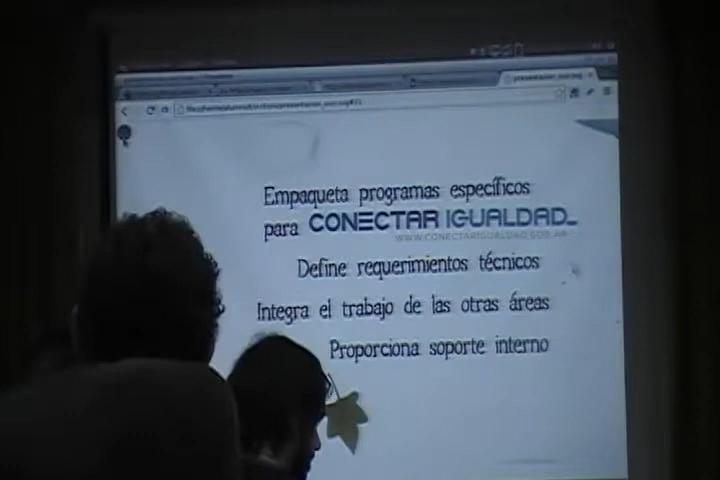 Empaqueta programas específicos
para CONECTAR IGUALDAD_
WWW.CONECTARIGUALDAD.GOB.AR
Define requerimientos técnicos
Integra el trabajo de las otras áreas
Proporciona soporte interno